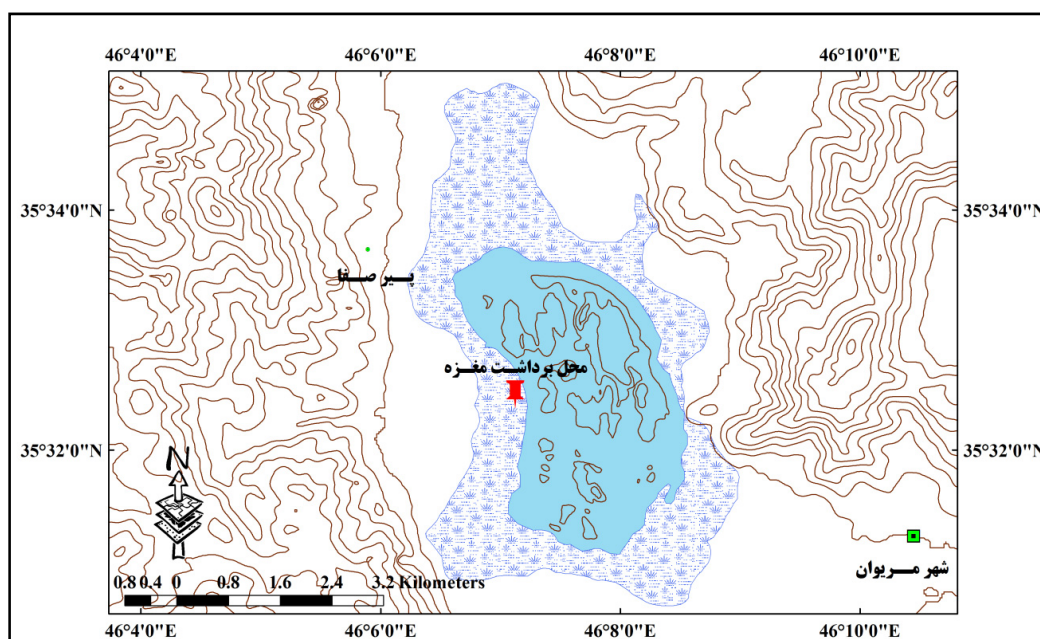 46°4'0"E 46°6'0"E 46°8'0"E 46°10'0"E
35°34'0"N 35°34'0"N
پیر صفا
محل برداشت مغزه
35°32'0"N 35°32'0"N
N
شهر مریوان
0.8 0.4 0 0.8 1.6 2.4 3.2 Kilometers
46°4'0"E 46°6'0"E 46°8'0"E 46°10'0"E